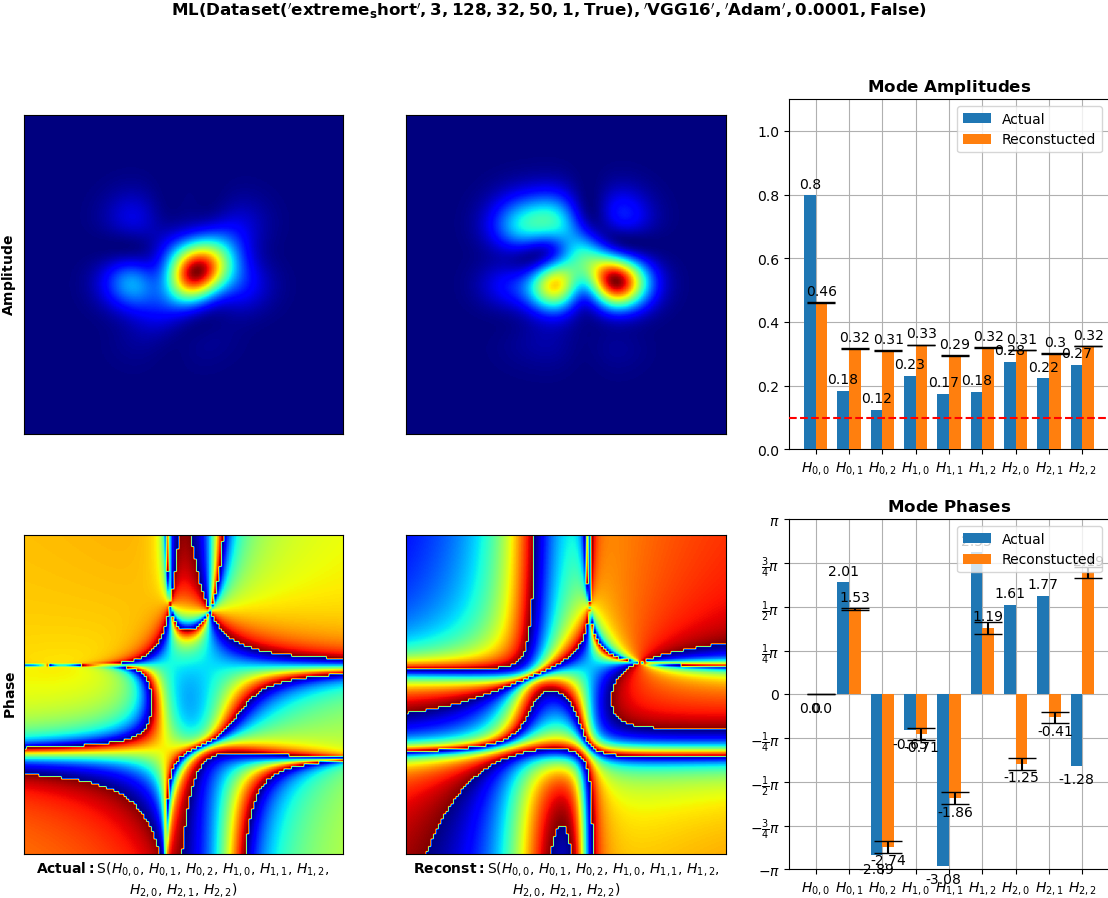 ML(Dataset('extreme_short', 3, 128, 32, 50, 1, True), 'VGG16', 'Adam', 0.0001, False)
Amplitude
Mode Amplitudes
Actual
Reconstucted
1.0
0.8
0.6
0.4
0.2
0.0
0.8
0.46
0.18
0.32
0.12
0.31
0.23
0.33
0.17
0.29
0.18
0.32
0.28
0.31
0.22
0.3
0.27
0.32
H0,0 H0,1 H0,2 H1,0 H1,1 H1,2 H2,0 H2,1 H2,2
Phase
Mode Phases
Actual
Reconstucted
π
3/4π
1/2π
1/4π
0
−1/4π
−1/2π
−3/4π
−π
0.0
0.0
2.01
1.53
-2.89
-2.74
-0.71
-3.08
-1.86
1.19
1.61
-1.25
1.77
-0.41
-1.28
H0,0 H0,1 H0,2 H1,0 H1,1 H1,2 H2,0 H2,1 H2,2
Actual: S(H0,0, H0,1, H0,2, H1,0, H1,1, H1,2,
H2,0, H2,1, H2,2)
Reconst: S(H0,0, H0,1, H0,2, H1,0, H1,1, H1,2,
H2,0, H2,1, H2,2)